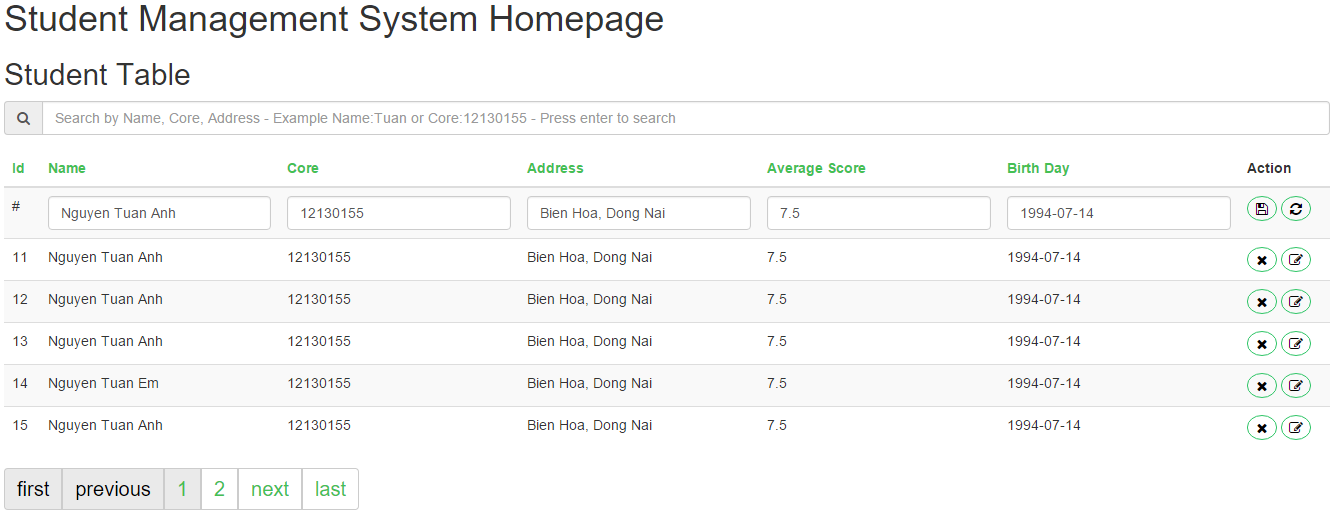 Student Management System Homepage
Student Table
Search by Name, Core, Address - Example Name:Tuan or Core:12130155 - Press enter to search
Id Name Core Address Average Score Birth Day Action
# Nguyen Tuan Anh 12130155 Bien Hoa, Dong Nai 7.5 1994-07-14
11 Nguyen Tuan Anh 12130155 Bien Hoa, Dong Nai 7.5 1994-07-14
12 Nguyen Tuan Anh 12130155 Bien Hoa, Dong Nai 7.5 1994-07-14
13 Nguyen Tuan Anh 12130155 Bien Hoa, Dong Nai 7.5 1994-07-14
14 Nguyen Tuan Em 12130155 Bien Hoa, Dong Nai 7.5 1994-07-14
15 Nguyen Tuan Anh 12130155 Bien Hoa, Dong Nai 7.5 1994-07-14
first previous 1 2 next last